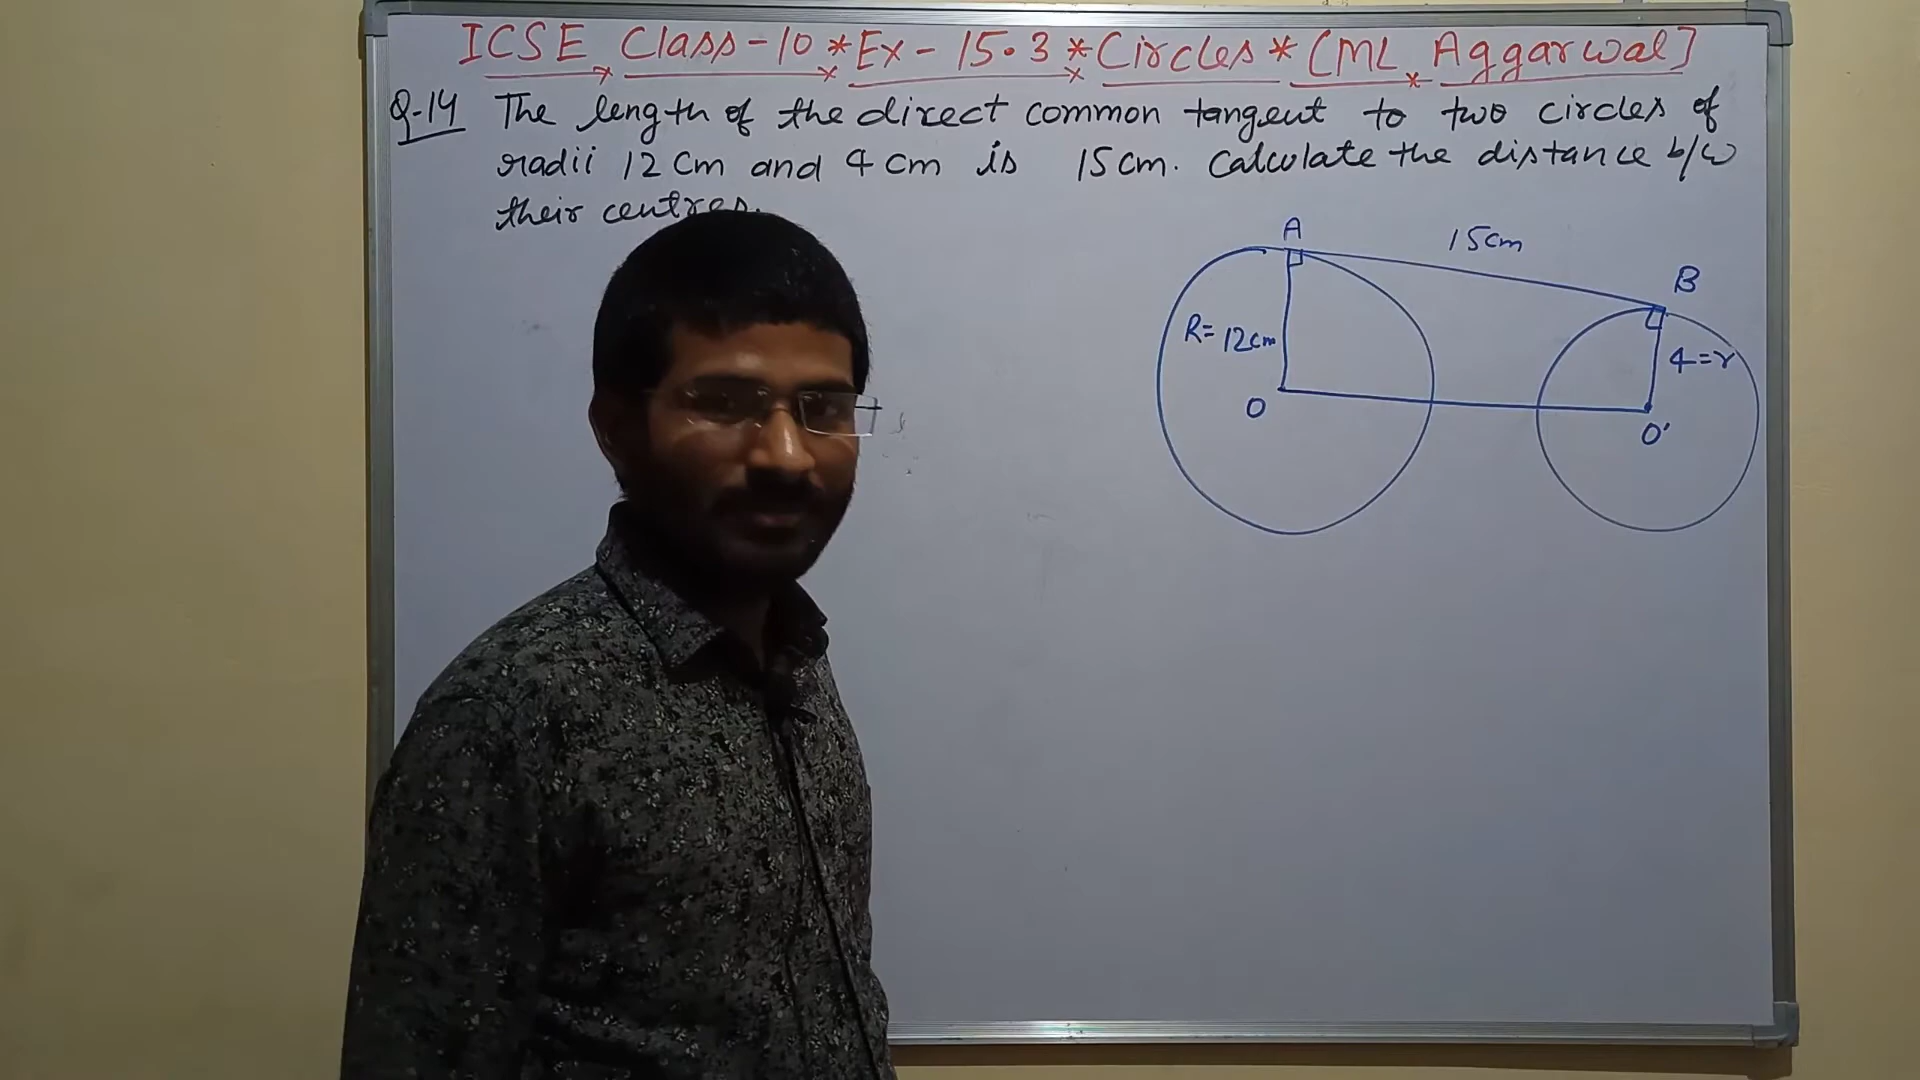 ICSE Class-10 * Ex-15.3 * Circles * [ML Aggarwal]
Q-14 The length of the direct common tangent to two circles of
radii 12 cm and 4 cm is 15 cm. Calculate the distance b/w
their centres.
A
15cm
B
R=12cm
4=r
O
O'